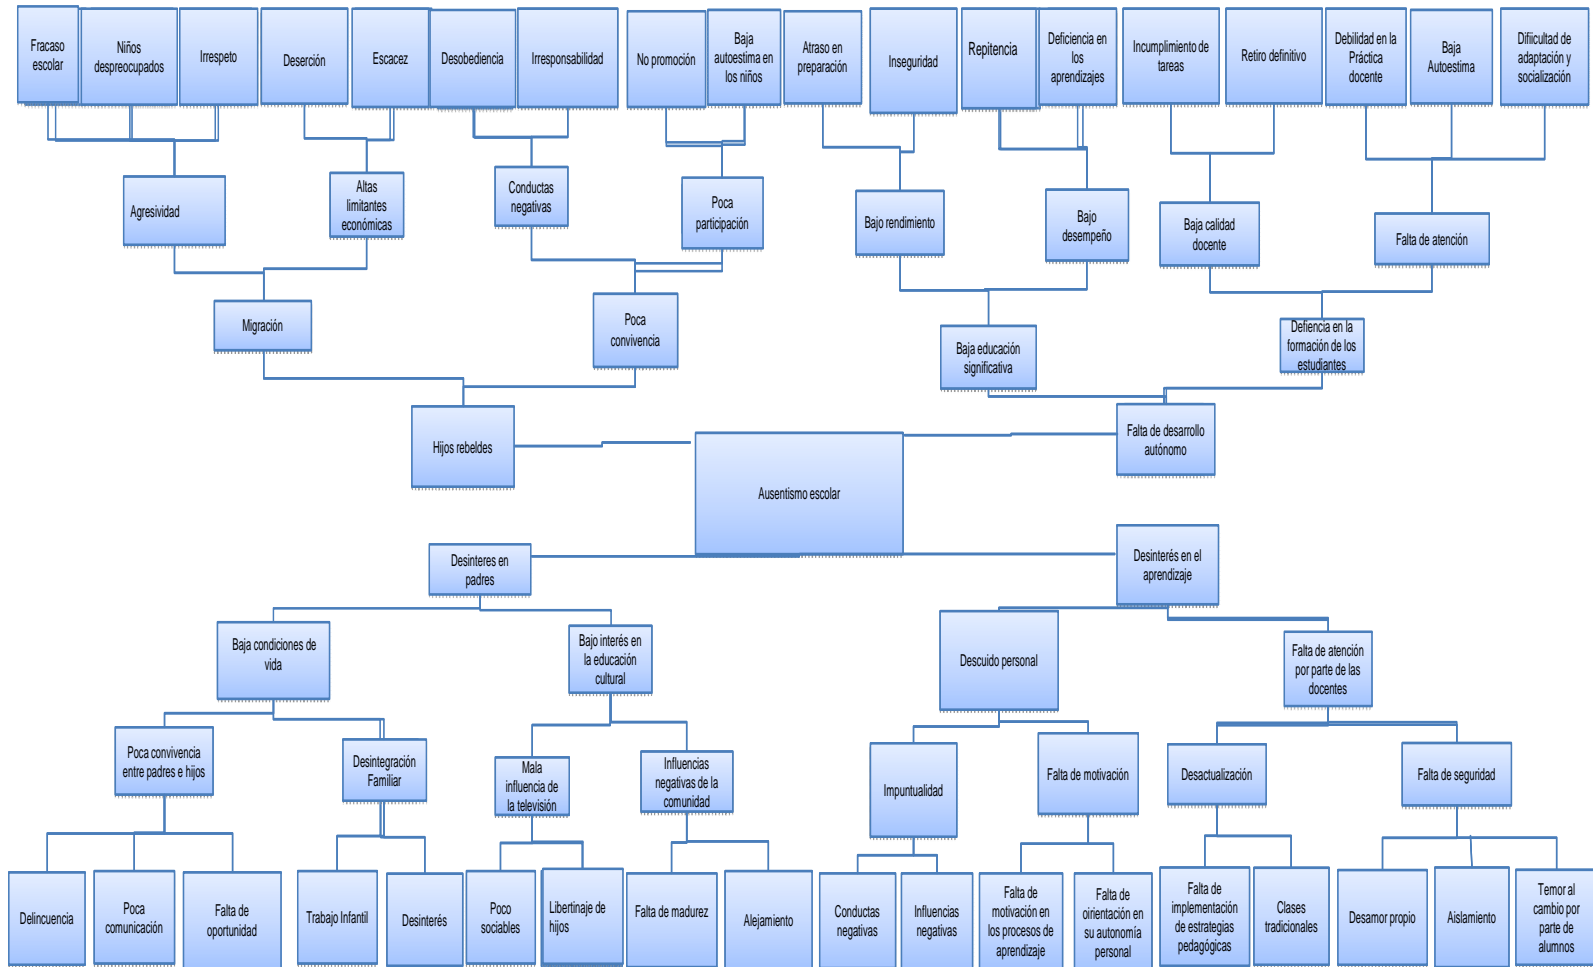 Fracaso
escolar
Niños
despreocupados
Irrespeto
Deserción
Escacez
Desobediencia
Irresponsabilidad
No promoción
Baja
autoestima en
los niños
Atraso en
preparación
Inseguridad
Repitencia
Deficiencia en
los
aprendizajes
Incumplimiento de
tareas
Retiro definitivo
Debilidad en la
Práctica
docente
Baja
Autoestima
Difiicultad de
adaptación y
socialización
Agresividad
Altas
limitantes
económicas
Conductas
negativas
Poca
participación
Bajo rendimiento
Bajo
desempeño
Baja calidad
docente
Falta de atención
Migración
Poca
convivencia
Baja educación
significativa
Defiencia en la
formación de los
estudiantes
Hijos rebeldes
Falta de desarrollo
autónomo
Ausentismo escolar
Desinteres en
padres
Desinterés en el
aprendizaje
Baja condiciones de
vida
Bajo interés en
la educación
cultural
Descuido personal
Falta de atención
por parte de las
docentes
Poca convivencia
entre padres e hijos
Desintegración
Familiar
Mala
influencia de
la televisión
Influencias
negativas de la
comunidad
Impuntualidad
Falta de motivación
Desactualización
Falta de seguridad
Delincuencia
Poca
comunicación
Falta de
oportunidad
Trabajo Infantil
Desinterés
Poco
sociables
Libertinaje de
hijos
Falta de madurez
Alejamiento
Conductas
negativas
Influencias
negativas
Falta de
motivación en
los procesos de
aprendizaje
Falta de
oirientación en
su autonomía
personal
Falta de
implementación
de estrategias
pedagógicas
Clases
tradicionales
Desamor propio
Aislamiento
Temor al
cambio por
parte de
alumnos